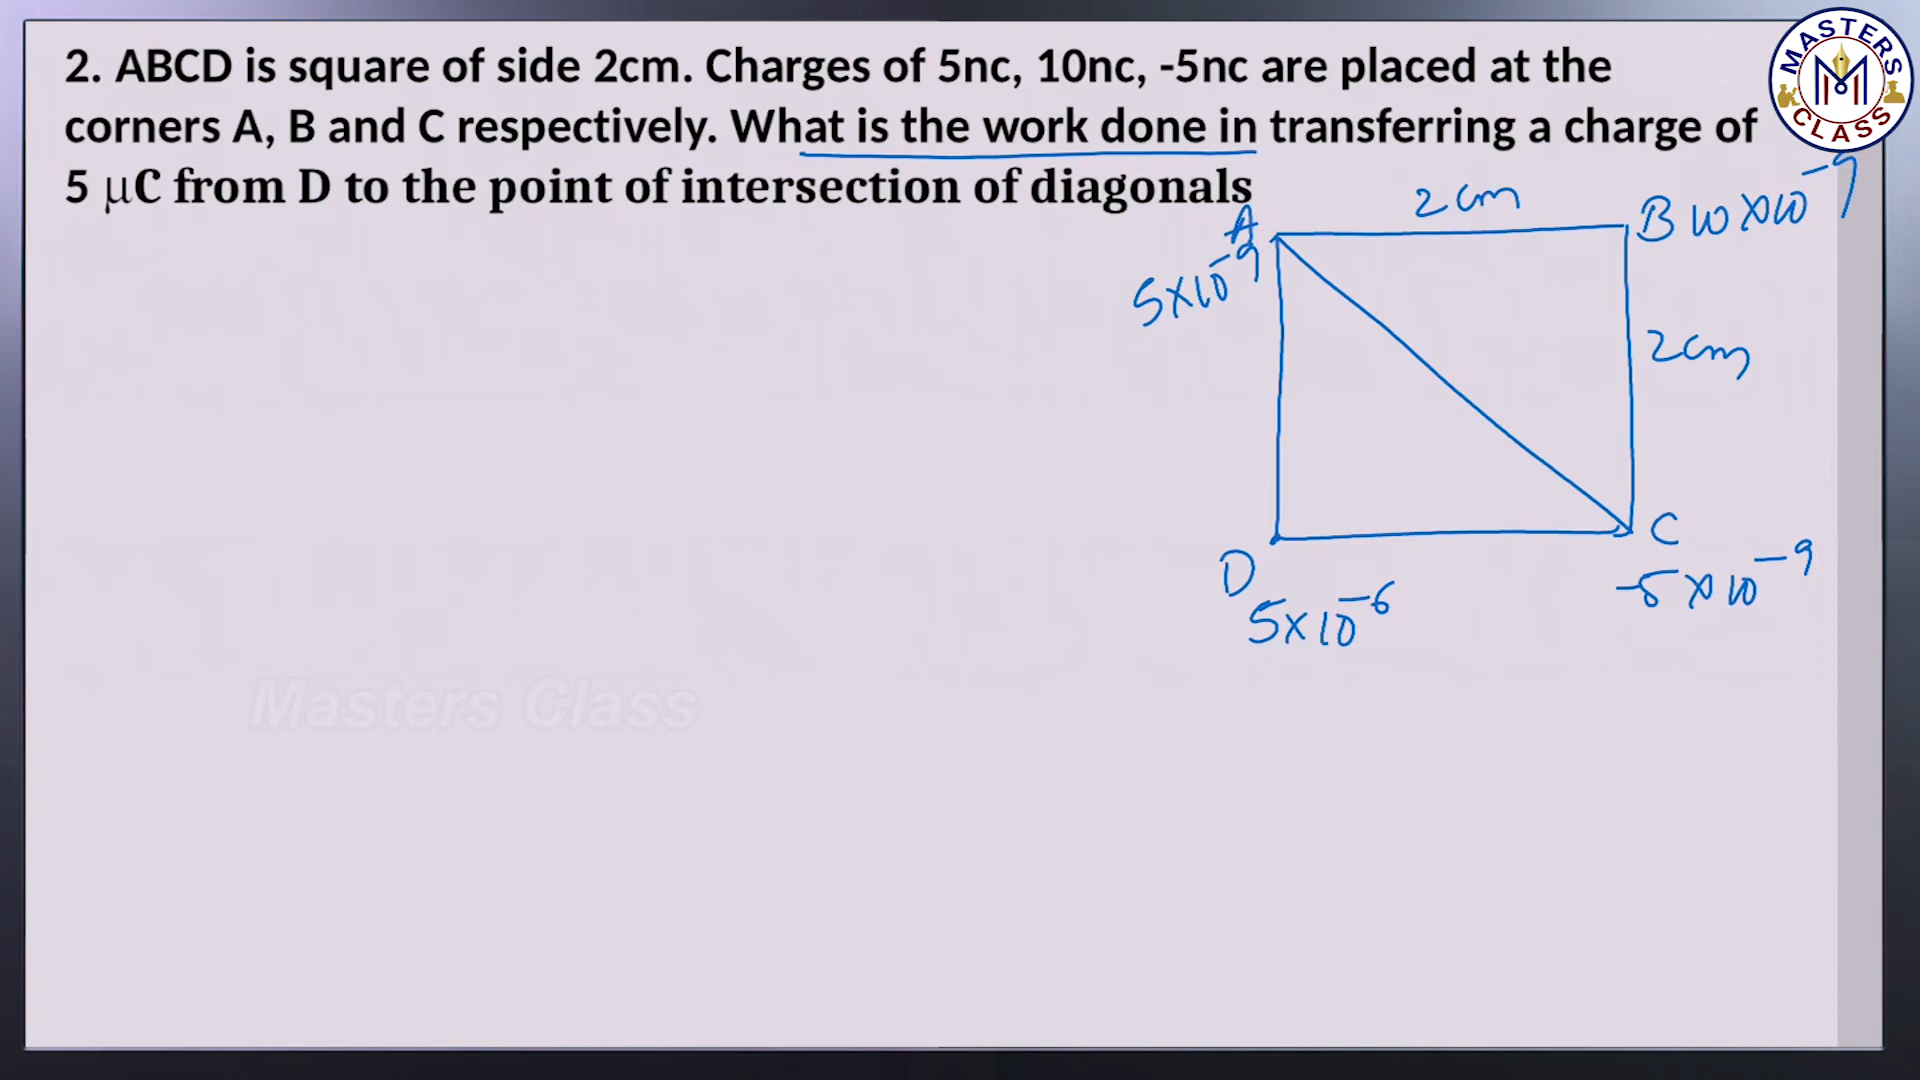 2. ABCD is square of side 2cm. Charges of 5nc, 10nc, -5nc are placed at the
corners A, B and C respectively. What is the work done in transferring a charge of
5 μC from D to the point of intersection of diagonals
MASTERS
CLASS
2cm
A
B 10×10⁻⁹
5×10⁻⁹
2cm
C
D
-5×10⁻⁹
5×10⁻⁶
Masters Class